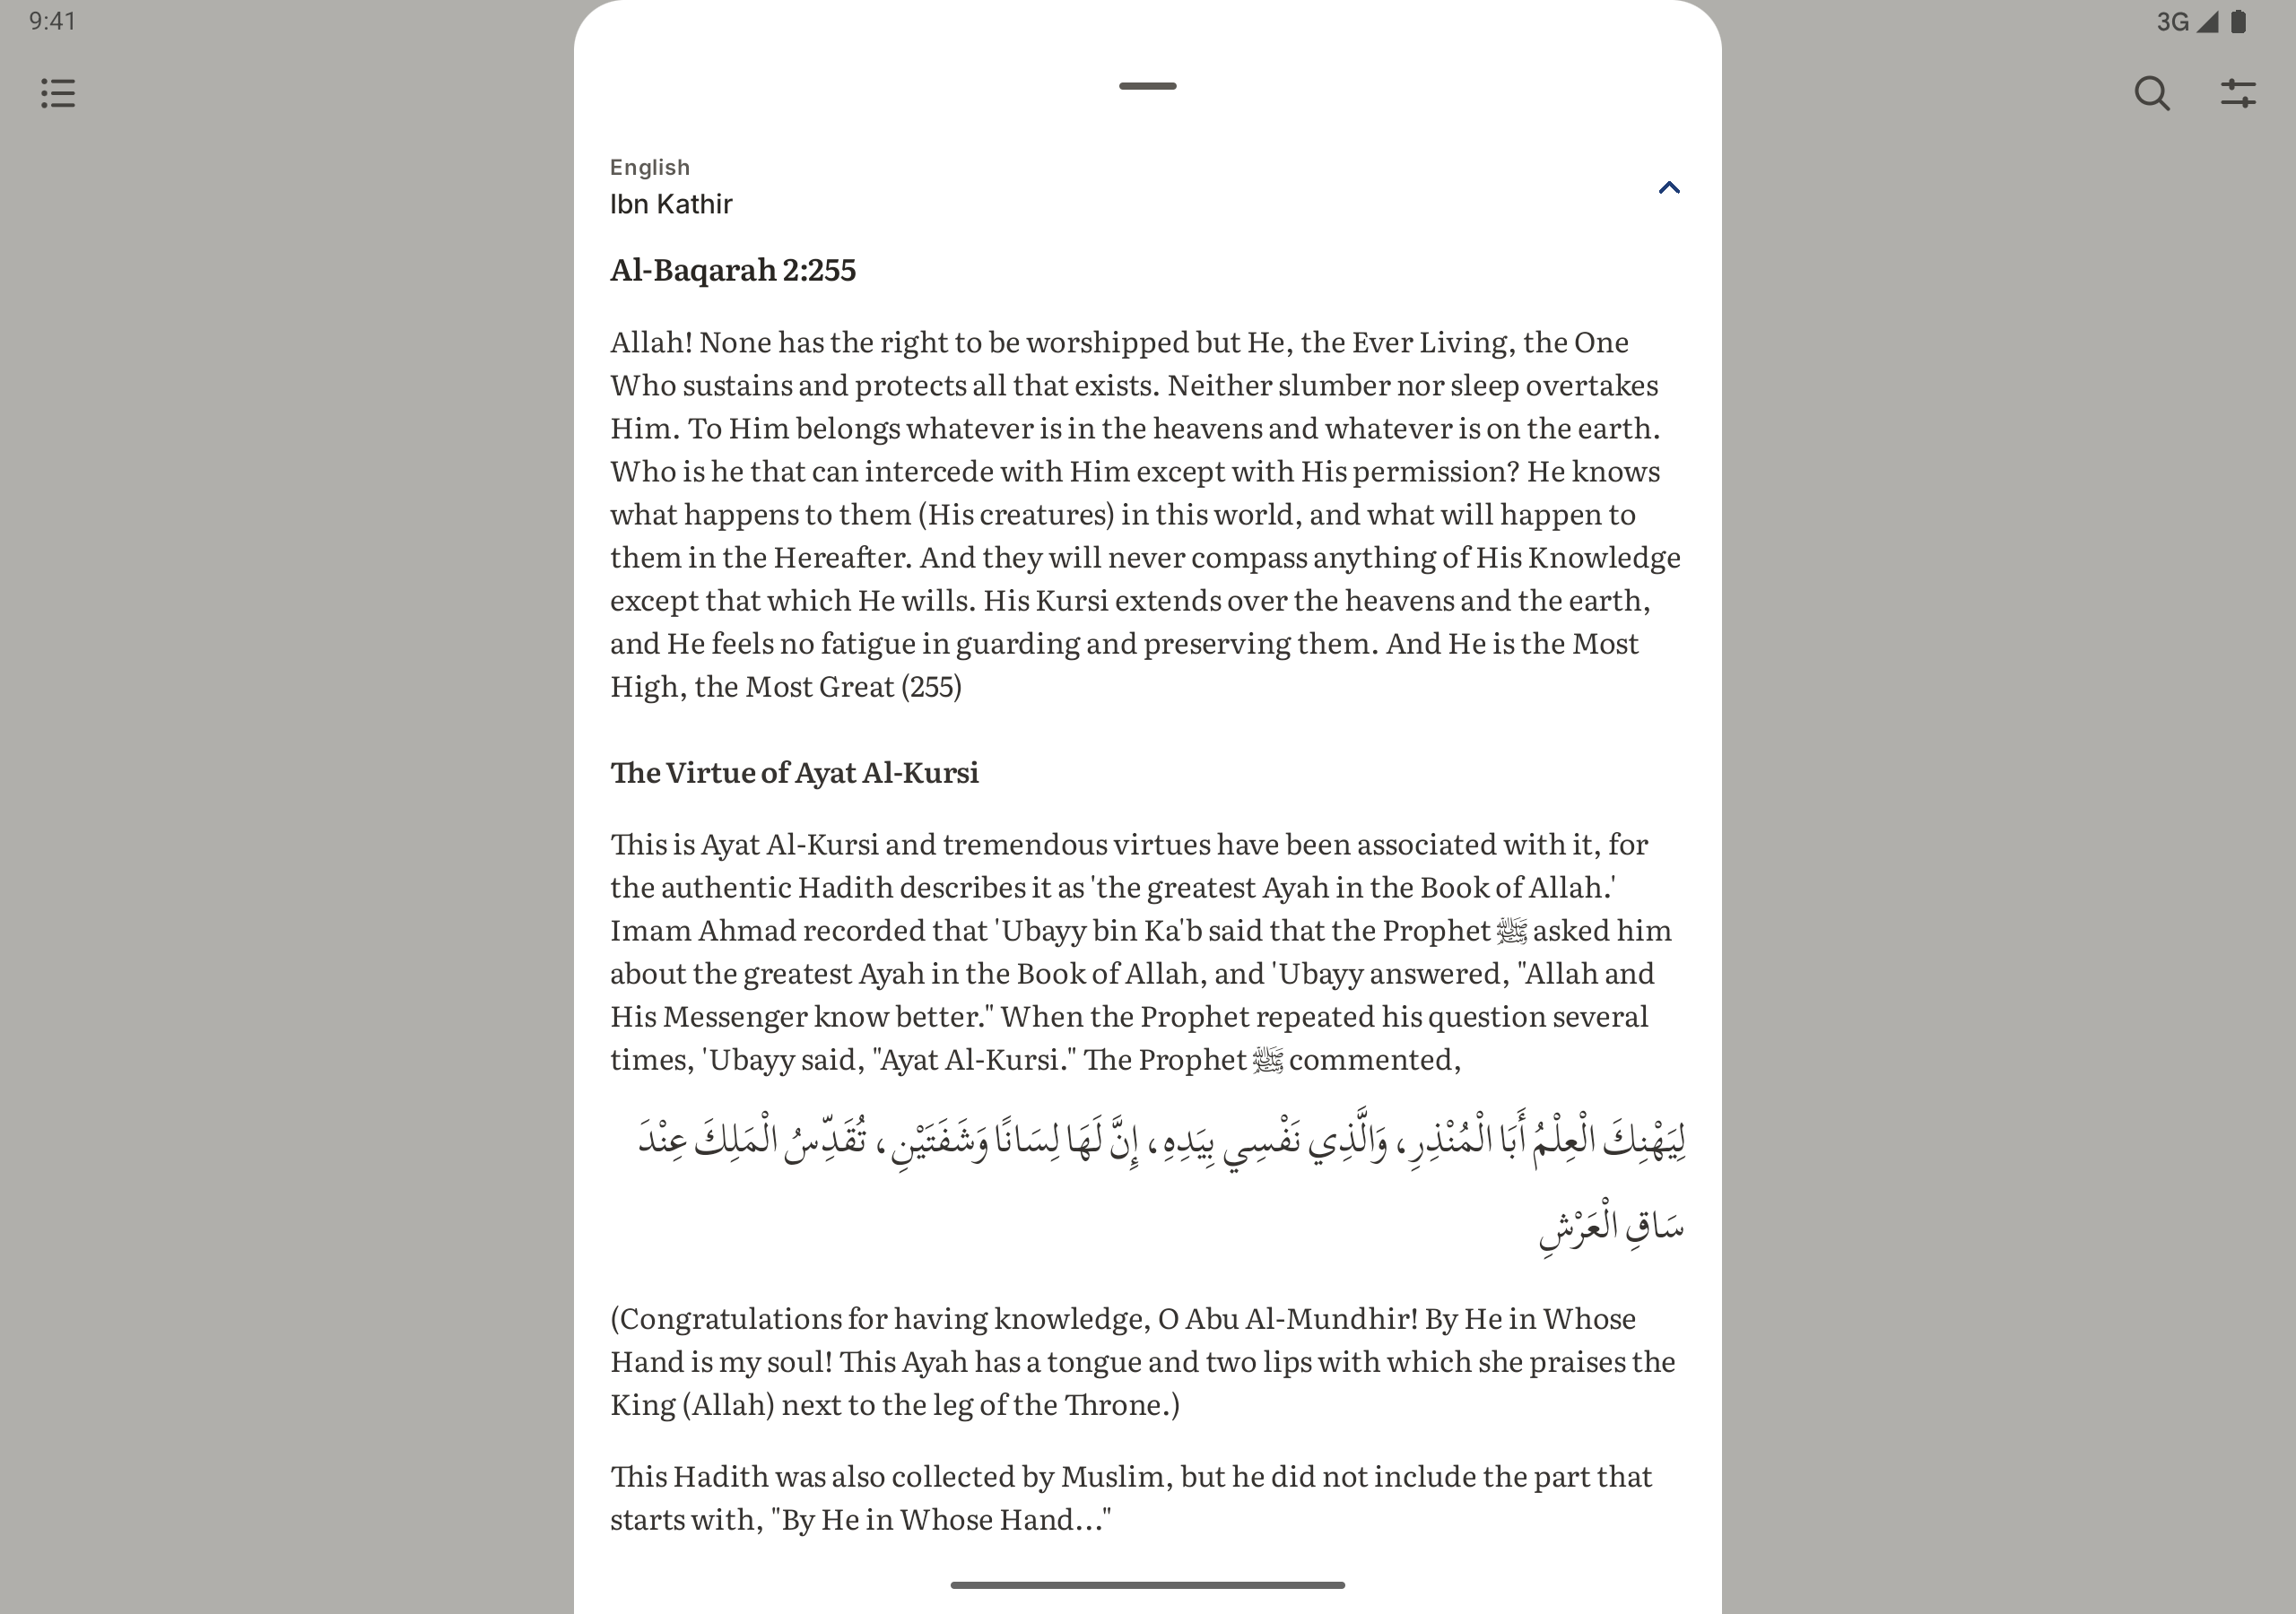 9:41
3G
English
Ibn Kathir
Al-Baqarah 2:255
Allah! None has the right to be worshipped but He, the Ever Living, the One
Who sustains and protects all that exists. Neither slumber nor sleep overtakes
Him. To Him belongs whatever is in the heavens and whatever is on the earth.
Who is he that can intercede with Him except with His permission? He knows
what happens to them (His creatures) in this world, and what will happen to
them in the Hereafter. And they will never compass anything of His Knowledge
except that which He wills. His Kursi extends over the heavens and the earth,
and He feels no fatigue in guarding and preserving them. And He is the Most
High, the Most Great (255)
The Virtue of Ayat Al-Kursi
This is Ayat Al-Kursi and tremendous virtues have been associated with it, for
the authentic Hadith describes it as 'the greatest Ayah in the Book of Allah.'
Imam Ahmad recorded that 'Ubayy bin Ka'b said that the Prophet ﷺ asked him
about the greatest Ayah in the Book of Allah, and 'Ubayy answered, "Allah and
His Messenger know better." When the Prophet repeated his question several
times, 'Ubayy said, "Ayat Al-Kursi." The Prophet ﷺ commented,
لِيَهْنِكَ الْعِلْمُ أَبَا الْمُنْذِرِ، وَالَّذِي نَفْسِي بِيَدِهِ، إِنَّ لَهَا لِسَانًا وَشَفَتَيْنِ، تُقَدِّسُ الْمَلِكَ عِنْدَ
سَاقِ الْعَرْشِ
(Congratulations for having knowledge, O Abu Al-Mundhir! By He in Whose
Hand is my soul! This Ayah has a tongue and two lips with which she praises the
King (Allah) next to the leg of the Throne.)
This Hadith was also collected by Muslim, but he did not include the part that
starts with, "By He in Whose Hand..."